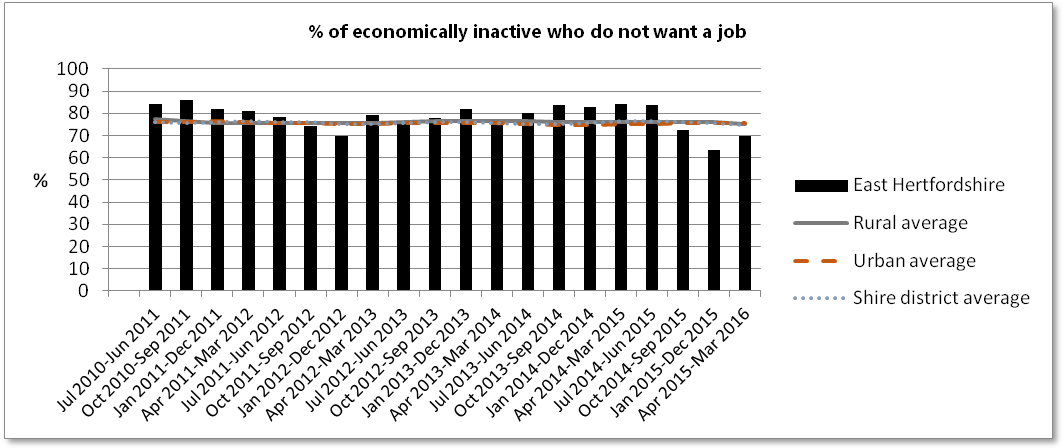 % of economically inactive who do not want a job
100
90
80
70
60
50
40
30
20
10
0
%
Jul 2010-Jun 2011
Oct 2010-Sep 2011
Jan 2011-Dec 2011
Apr 2011-Mar 2012
Jul 2011-Jun 2012
Oct 2011-Sep 2012
Jan 2012-Dec 2012
Apr 2012-Mar 2013
Jul 2012-Jun 2013
Oct 2012-Sep 2013
Jan 2013-Dec 2013
Apr 2013-Mar 2014
Jul 2013-Jun 2014
Oct 2013-Sep 2014
Jan 2014-Dec 2014
Apr 2014-Mar 2015
Jul 2014-Jun 2015
Oct 2014-Sep 2015
Jan 2015-Dec 2015
Apr 2015-Mar 2016
East Hertfordshire
Rural average
Urban average
Shire district average